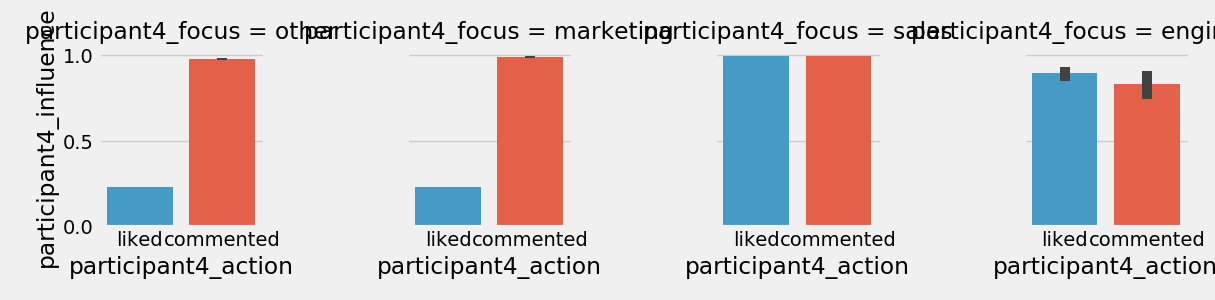 participant4_focus = other
participant4_focus = marketing
participant4_focus = sales
participant4_focus = engi
participant4_influence
1.0
0.5
0.0
liked commented
liked commented
liked commented
liked commented
participant4_action
participant4_action
participant4_action
participant4_action